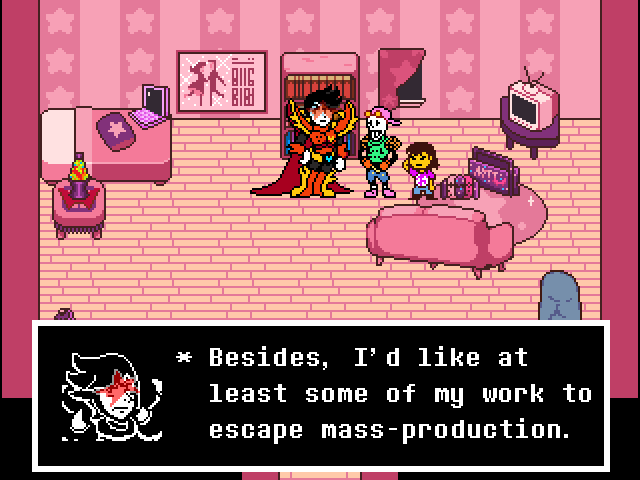 * Besides, I'd like at
least some of my work to
escape mass-production.